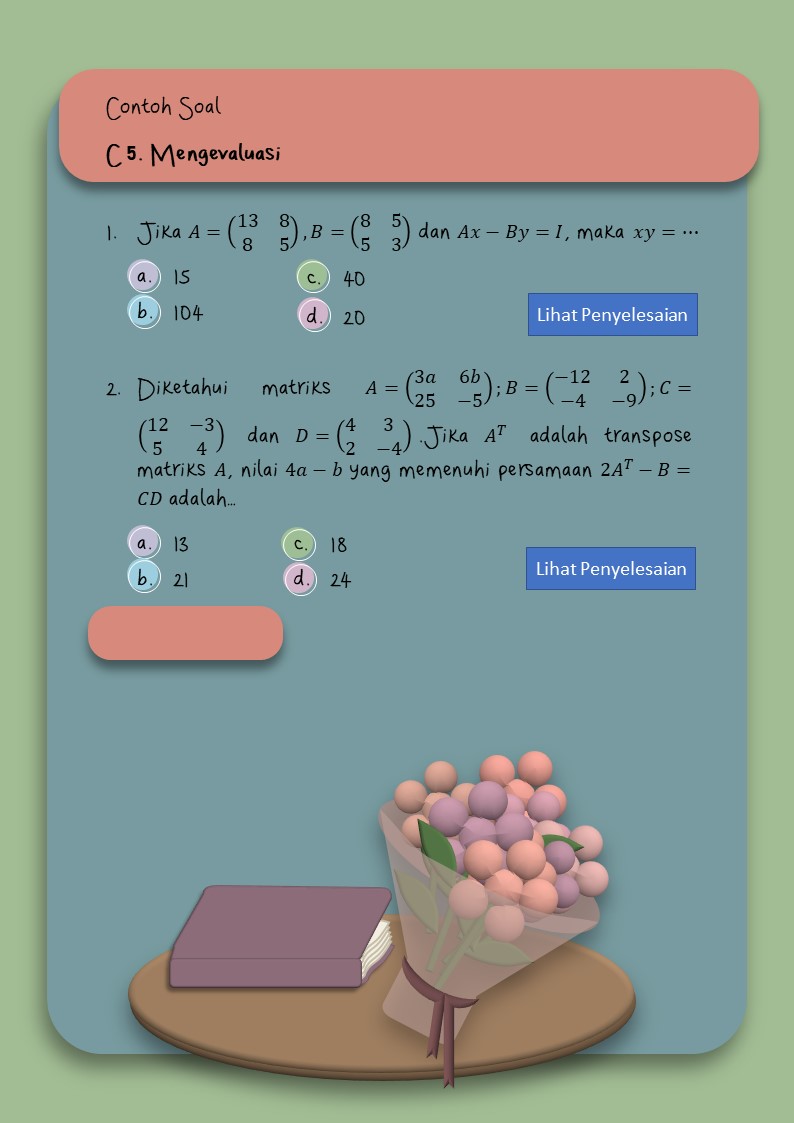 Contoh Soal
C 5. Mengevaluasi
1. Jika A = (13 8 / 8 5), B = (8 5 / 5 3) dan Ax − By = I, maka xy = ⋯
a. 15 c. 40
b. 104 d. 20
Lihat Penyelesaian
2. Diketahui matriks A = (3a 6b / 25 −5); B = (−12 2 / −4 −9); C =
(12 −3 / 5 4) dan D = (4 3 / 2 −4) .Jika Aᵀ adalah transpose
matriks A, nilai 4a − b yang memenuhi persamaan 2Aᵀ − B =
CD adalah...
a. 13 c. 18
b. 21 d. 24
Lihat Penyelesaian